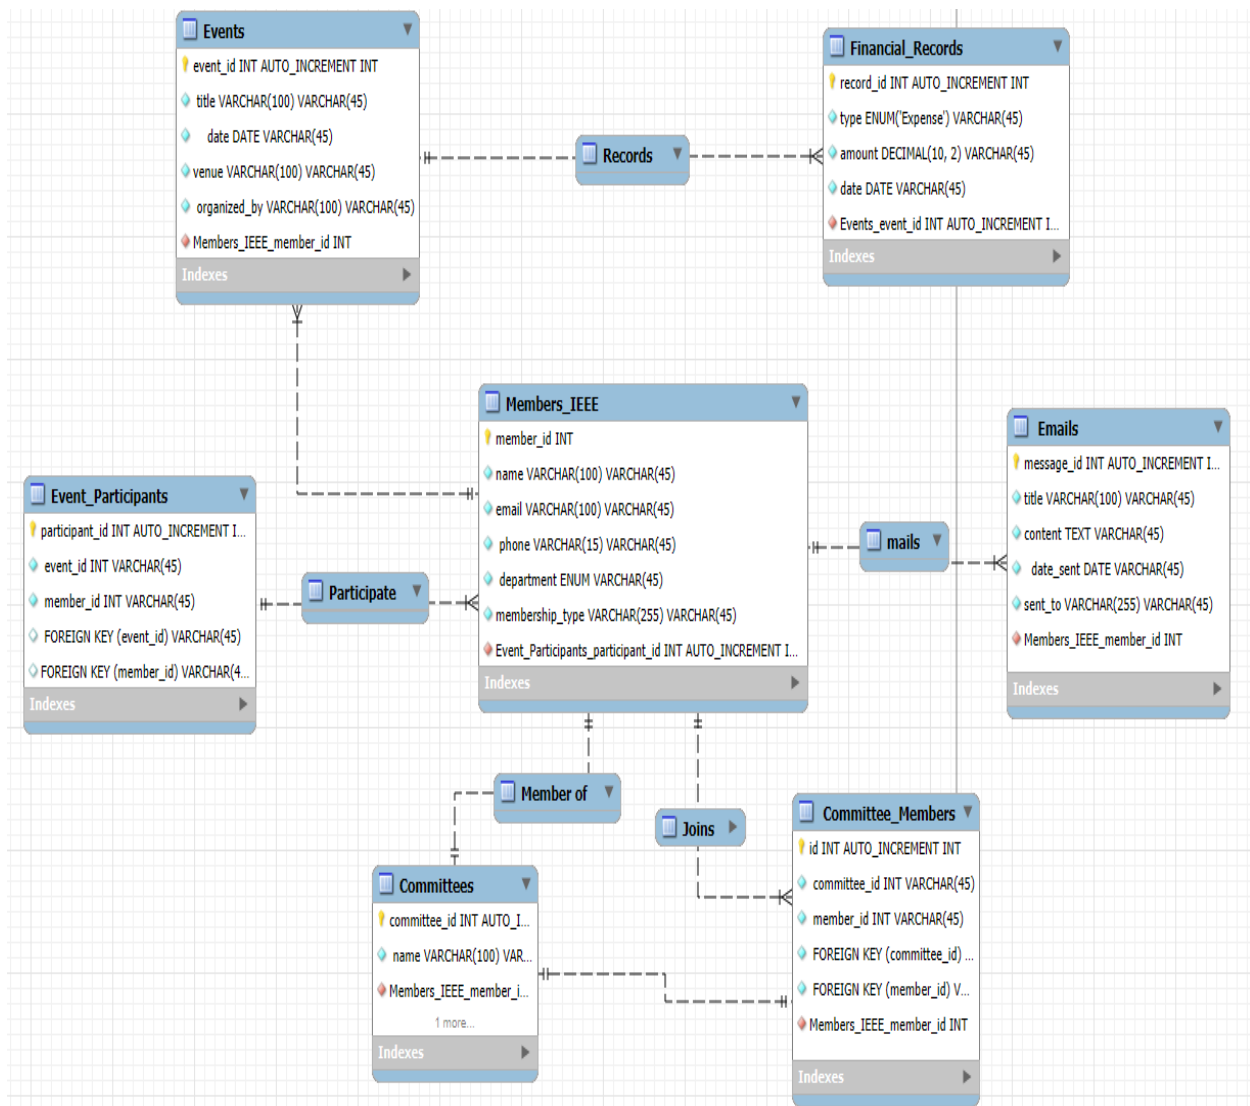 Events
event_id INT AUTO_INCREMENT INT
title VARCHAR(100) VARCHAR(45)
date DATE VARCHAR(45)
venue VARCHAR(100) VARCHAR(45)
organized_by VARCHAR(100) VARCHAR(45)
Members_IEEE_member_id INT
Indexes
Records
Financial_Records
record_id INT AUTO_INCREMENT INT
type ENUM('Expense') VARCHAR(45)
amount DECIMAL(10, 2) VARCHAR(45)
date DATE VARCHAR(45)
Events_event_id INT AUTO_INCREMENT I...
Indexes
Members_IEEE
member_id INT
name VARCHAR(100) VARCHAR(45)
email VARCHAR(100) VARCHAR(45)
phone VARCHAR(15) VARCHAR(45)
department ENUM VARCHAR(45)
membership_type VARCHAR(255) VARCHAR(45)
Event_Participants_participant_id INT AUTO_INCREMENT I...
Indexes
Event_Participants
participant_id INT AUTO_INCREMENT I...
event_id INT VARCHAR(45)
member_id INT VARCHAR(45)
FOREIGN KEY (event_id) VARCHAR(45)
FOREIGN KEY (member_id) VARCHAR(4...
Indexes
Participate
mails
Emails
message_id INT AUTO_INCREMENT I...
title VARCHAR(100) VARCHAR(45)
content TEXT VARCHAR(45)
date_sent DATE VARCHAR(45)
sent_to VARCHAR(255) VARCHAR(45)
Members_IEEE_member_id INT
Indexes
Member of
Joins
Committees
committee_id INT AUTO_I...
name VARCHAR(100) VAR...
Members_IEEE_member_i...
1 more...
Indexes
Committee_Members
id INT AUTO_INCREMENT INT
committee_id INT VARCHAR(45)
member_id INT VARCHAR(45)
FOREIGN KEY (committee_id) ...
FOREIGN KEY (member_id) V...
Members_IEEE_member_id INT
Indexes